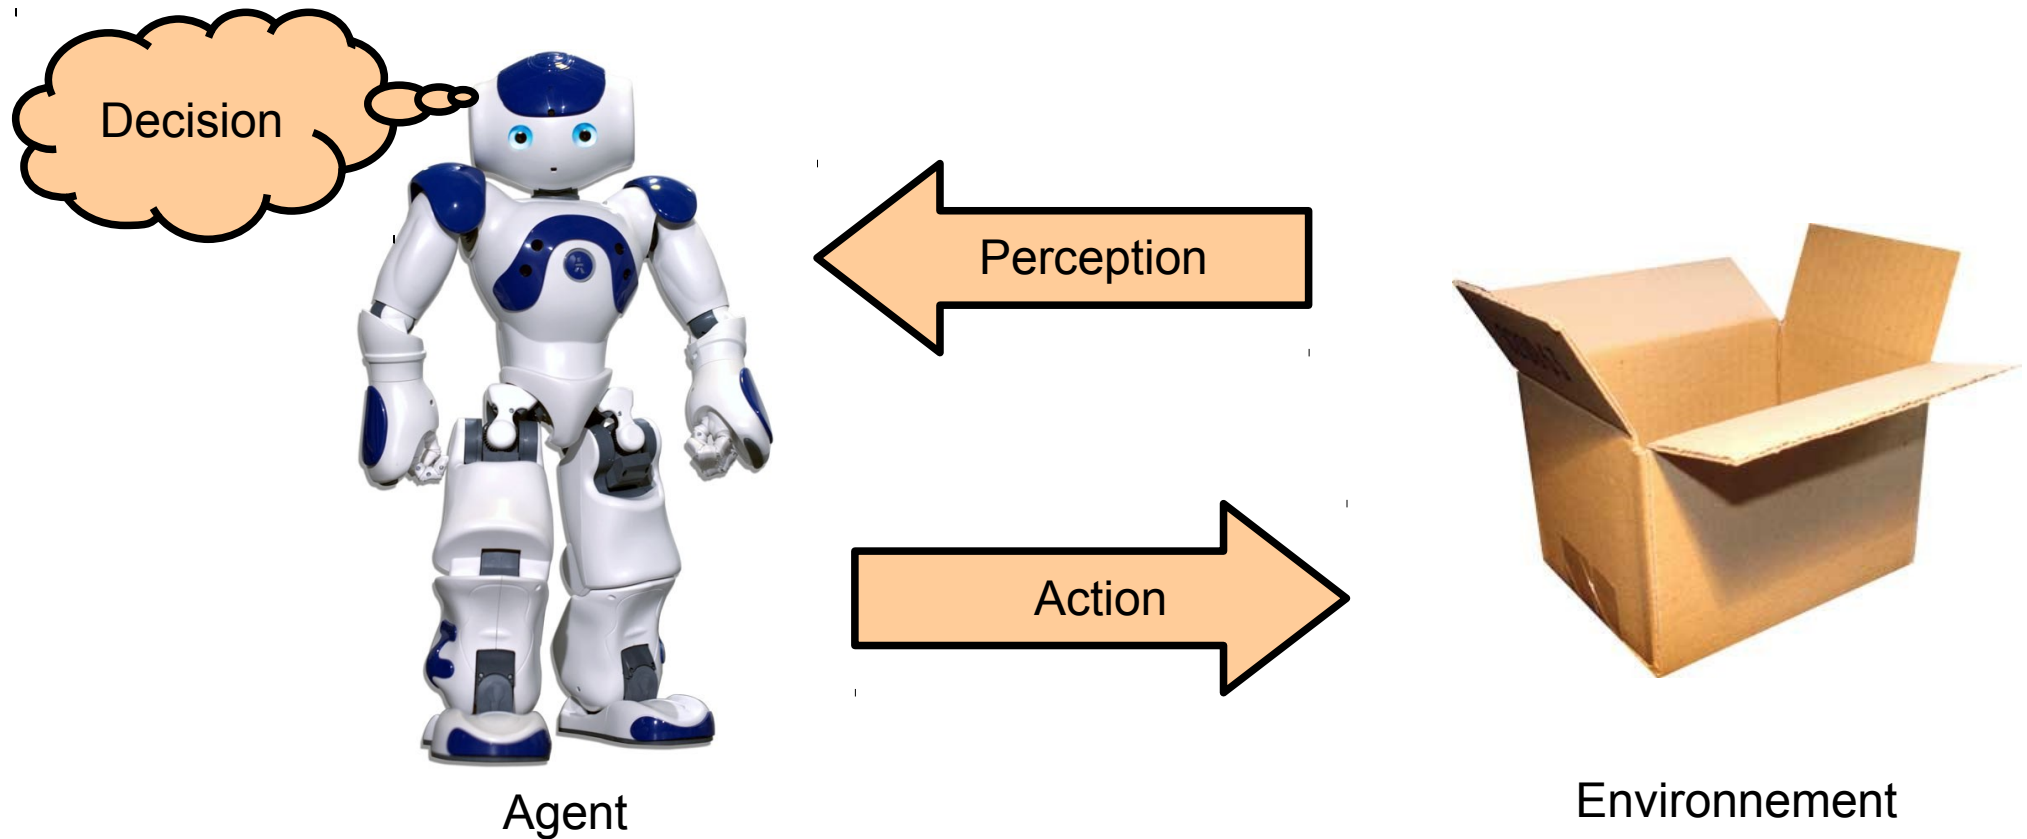 Decision
Perception
Action
Agent
Environnement